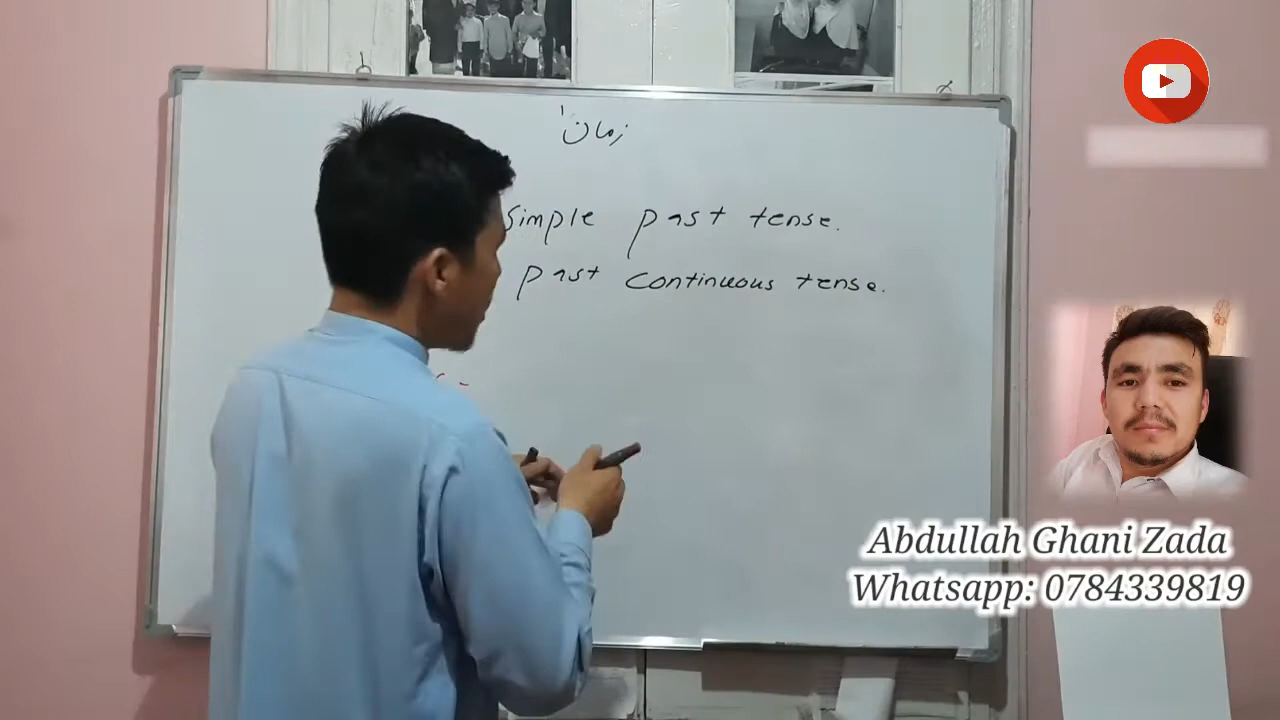 زمان
Simple past tense.
past continuous tense.
Abdullah Ghani Zada
Whatsapp: 0784339819